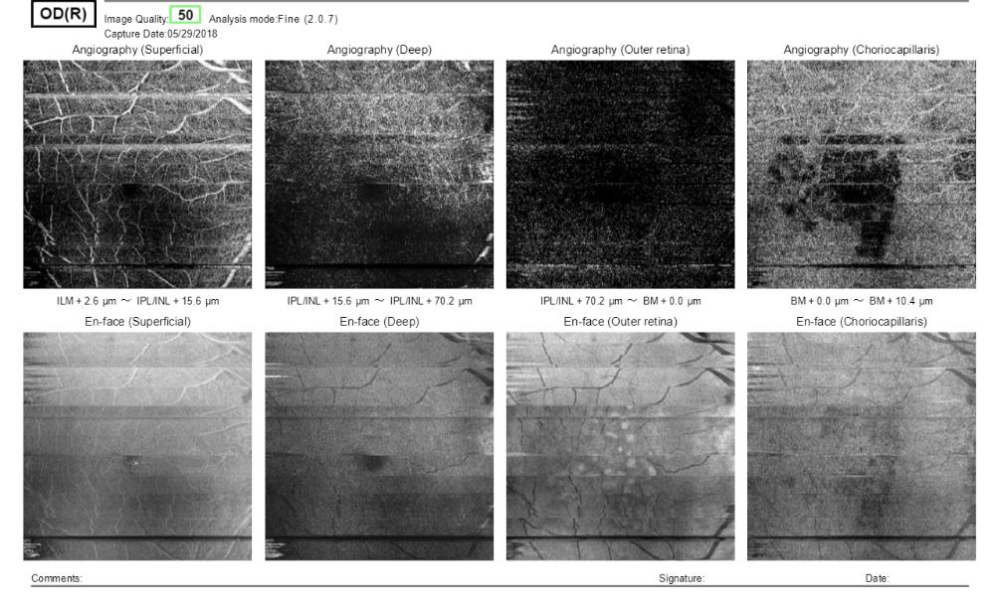 OD(R) Image Quality: 50 Analysis mode:Fine (2.0.7)
Capture Date:05/29/2018
Angiography (Superficial) Angiography (Deep) Angiography (Outer retina) Angiography (Choriocapillaris)
ILM + 2.6 µm ~ IPL/INL + 15.6 µm IPL/INL + 15.6 µm ~ IPL/INL + 70.2 µm IPL/INL + 70.2 µm ~ BM + 0.0 µm BM + 0.0 µm ~ BM + 10.4 µm
En-face (Superficial) En-face (Deep) En-face (Outer retina) En-face (Choriocapillaris)
Comments: Signature: Date: